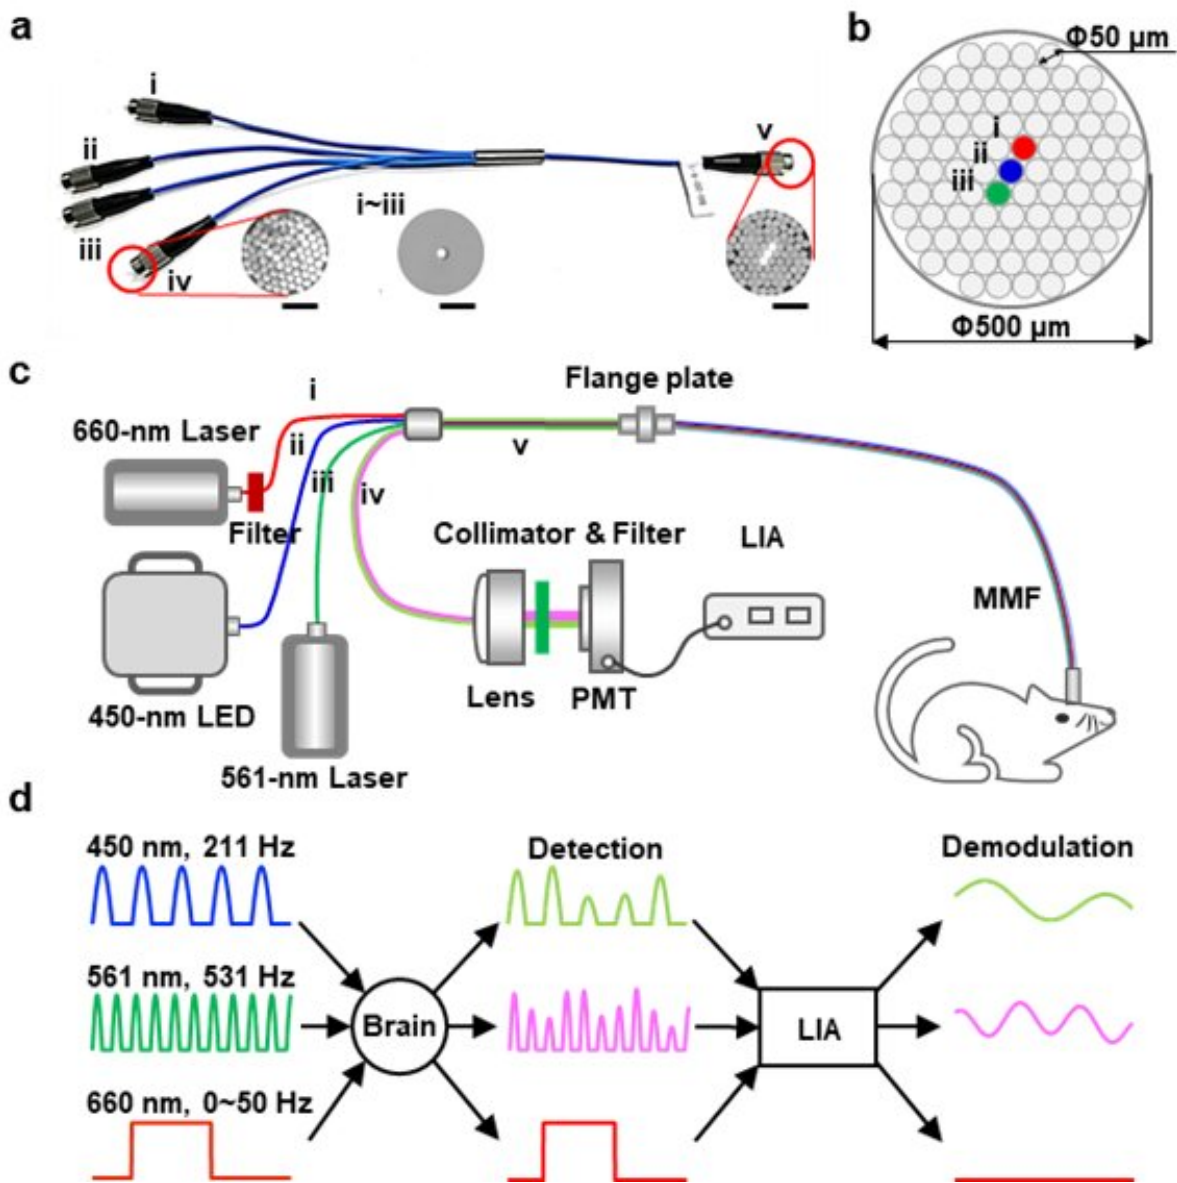 a
i
ii
iii
iv
i~iii
v
b
Φ50 µm
i
ii
iii
Φ500 µm
c
i
ii
iii
iv
v
Flange plate
660-nm Laser
Filter
Collimator & Filter
LIA
MMF
450-nm LED
Lens
PMT
561-nm Laser
d
450 nm, 211 Hz
Detection
Demodulation
561 nm, 531 Hz
Brain
LIA
660 nm, 0~50 Hz